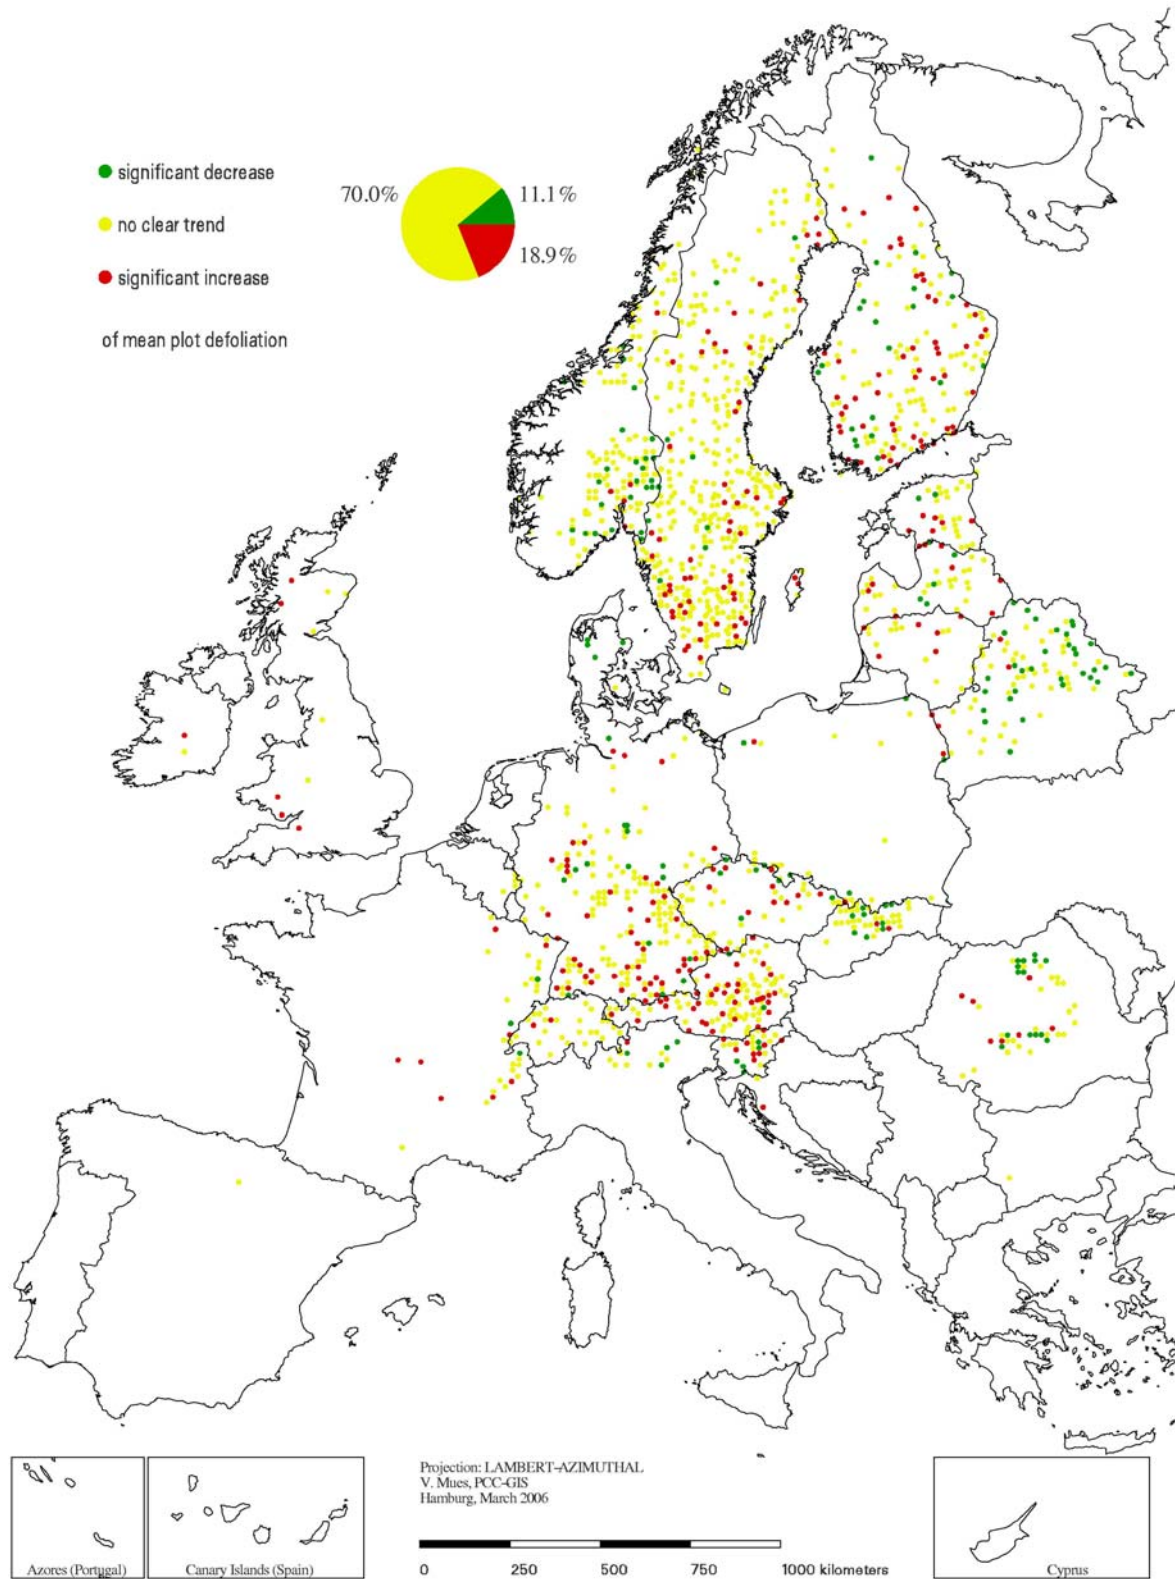 significant decrease
70.0%
11.1%
no clear trend
18.9%
significant increase
of mean plot defoliation
Projection: LAMBERT-AZIMUTHAL
V. Mues, PCC-GIS
Hamburg, March 2006
Azores (Portugal)
Canary Islands (Spain)
0 250 500 750 1000 kilometers
Cyprus